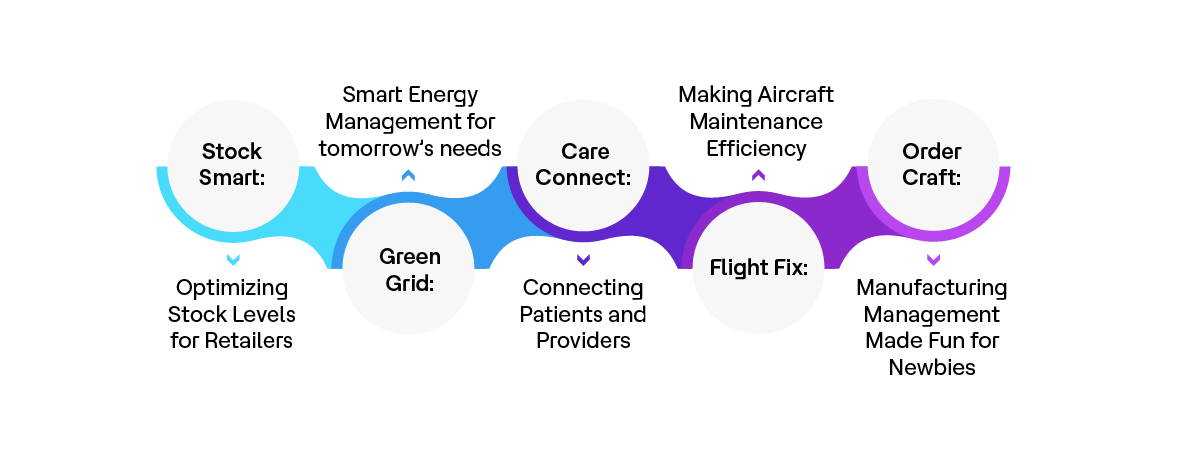 Stock
Smart:
Optimizing
Stock Levels
for Retailers
Smart Energy
Management for
tomorrow's needs
Green
Grid:
Care
Connect:
Connecting
Patients and
Providers
Making Aircraft
Maintenance
Efficiency
Flight Fix:
Order
Craft:
Manufacturing
Management
Made Fun for
Newbies